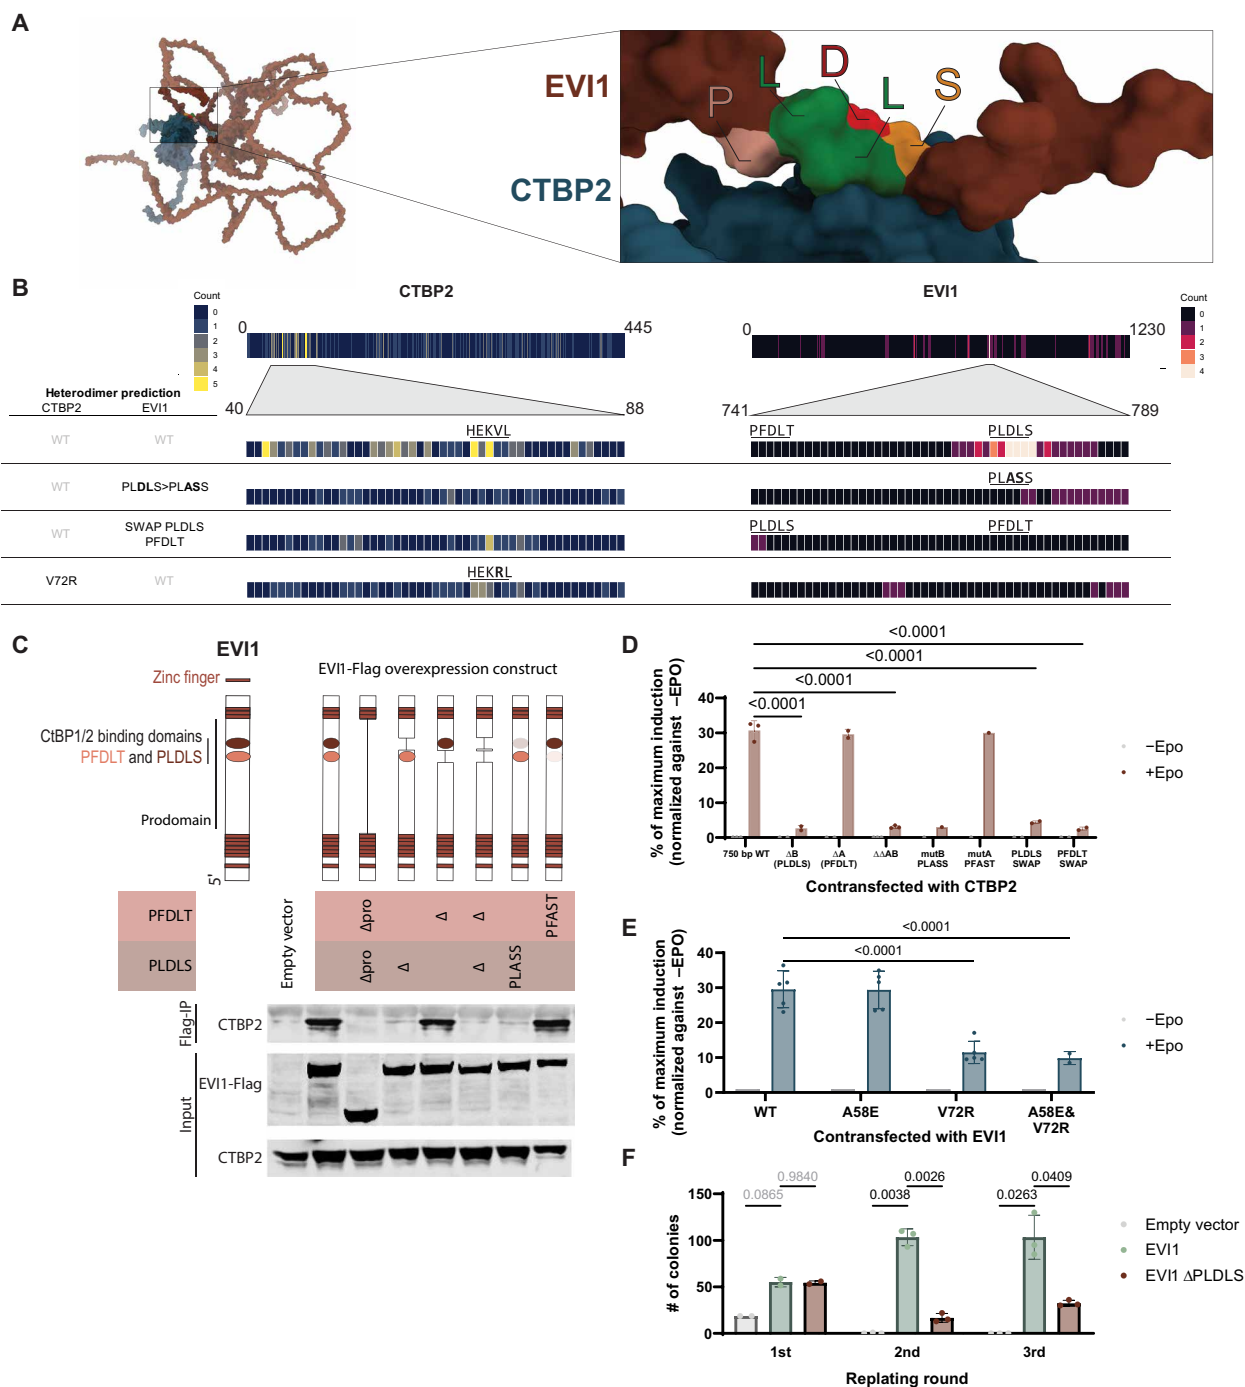 A
EVI1
CTBP2
P
L
D
L
S
B
CTBP2
EVI1
Count
0
1
2
3
4
5
0
445
0
1230
Count
0
1
2
3
4
Heterodimer prediction
CTBP2 EVI1
40
88
741
789
WT WT
HEKVL
PFDLT
PLDLS
WT PLDLS>PLASS
PLASS
WT SWAP PLDLS
PFDLT
PLDLS
PFDLT
V72R WT
HEKRL
C
EVI1
Zinc finger
EVI1-Flag overexpression construct
CtBP1/2 binding domains
PFDLT and PLDLS
Prodomain
5'
PFDLT
PLDLS
Empty vector
Δpro
Δ
Δ
PFAST
Δpro
Δ
Δ
PLASS
Flag-IP
CTBP2
Input
EVI1-Flag
CTBP2
D
% of maximum induction
(normalized against –EPO)
40
30
20
10
0
<0.0001
<0.0001
<0.0001
<0.0001
750 bp WT
ΔB
(PLDLS)
ΔA
(PFDLT)
ΔΔAB
mutB
PLASS
mutA
PFAST
PLDLS
SWAP
PFDLT
SWAP
Contransfected with CTBP2
−Epo
+Epo
E
% of maximum induction
(normalized against –EPO)
40
30
20
10
0
<0.0001
<0.0001
WT
A58E
V72R
A58E&
V72R
Contransfected with EVI1
−Epo
+Epo
F
# of colonies
150
100
50
0
0.0865
0.9840
0.0038
0.0026
0.0263
0.0409
1st
2nd
3rd
Replating round
Empty vector
EVI1
EVI1 ΔPLDLS